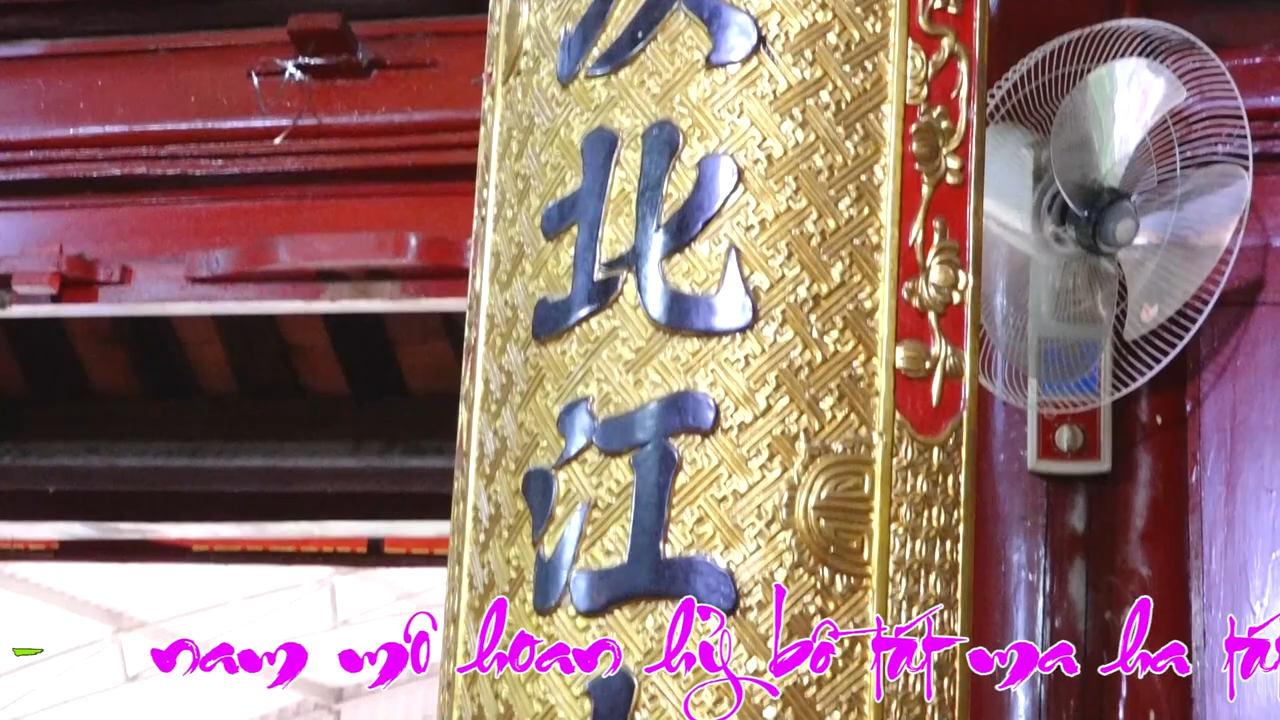 北
江
- nam mô hoan hỷ bồ tát ma ha tát